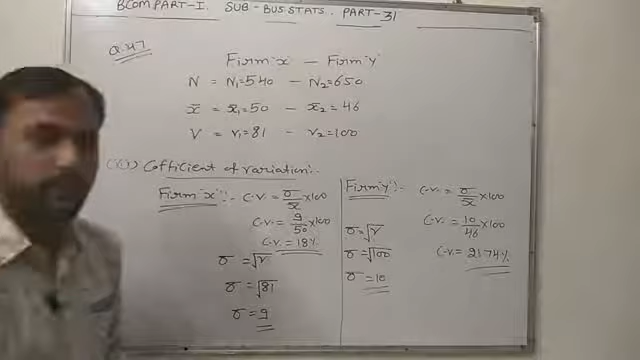 BCOM PART-I. SUB-BUS STATS. PART-31
Q.47
Firm 'X' - Firm 'Y'
N = N₁=540 - N₂=650
x̄ = x̄₁=50 - x̄₂=46
V = V₁=81 - V₂=100
Cofficient of variation:-
Firm 'X' :- C.V. = σ/x̄ ×100
C.V. = 9/50 ×100
C.V. = 18%
σ = √V
σ = √81
σ = 9
Firm 'Y' :- C.V. = σ/x̄ ×100
σ = √V
C.V. = 10/46 ×100
σ = √100
C.V. = 21.74%
σ = 10